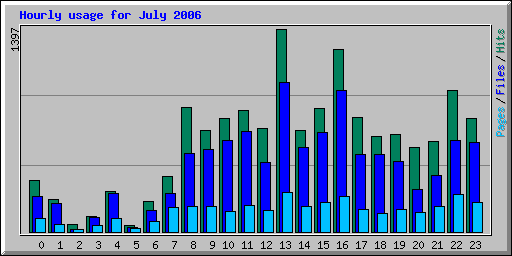 Hourly usage for July 2006
1397
Pages/Files/Hits
0 1 2 3 4 5 6 7 8 9 10 11 12 13 14 15 16 17 18 19 20 21 22 23